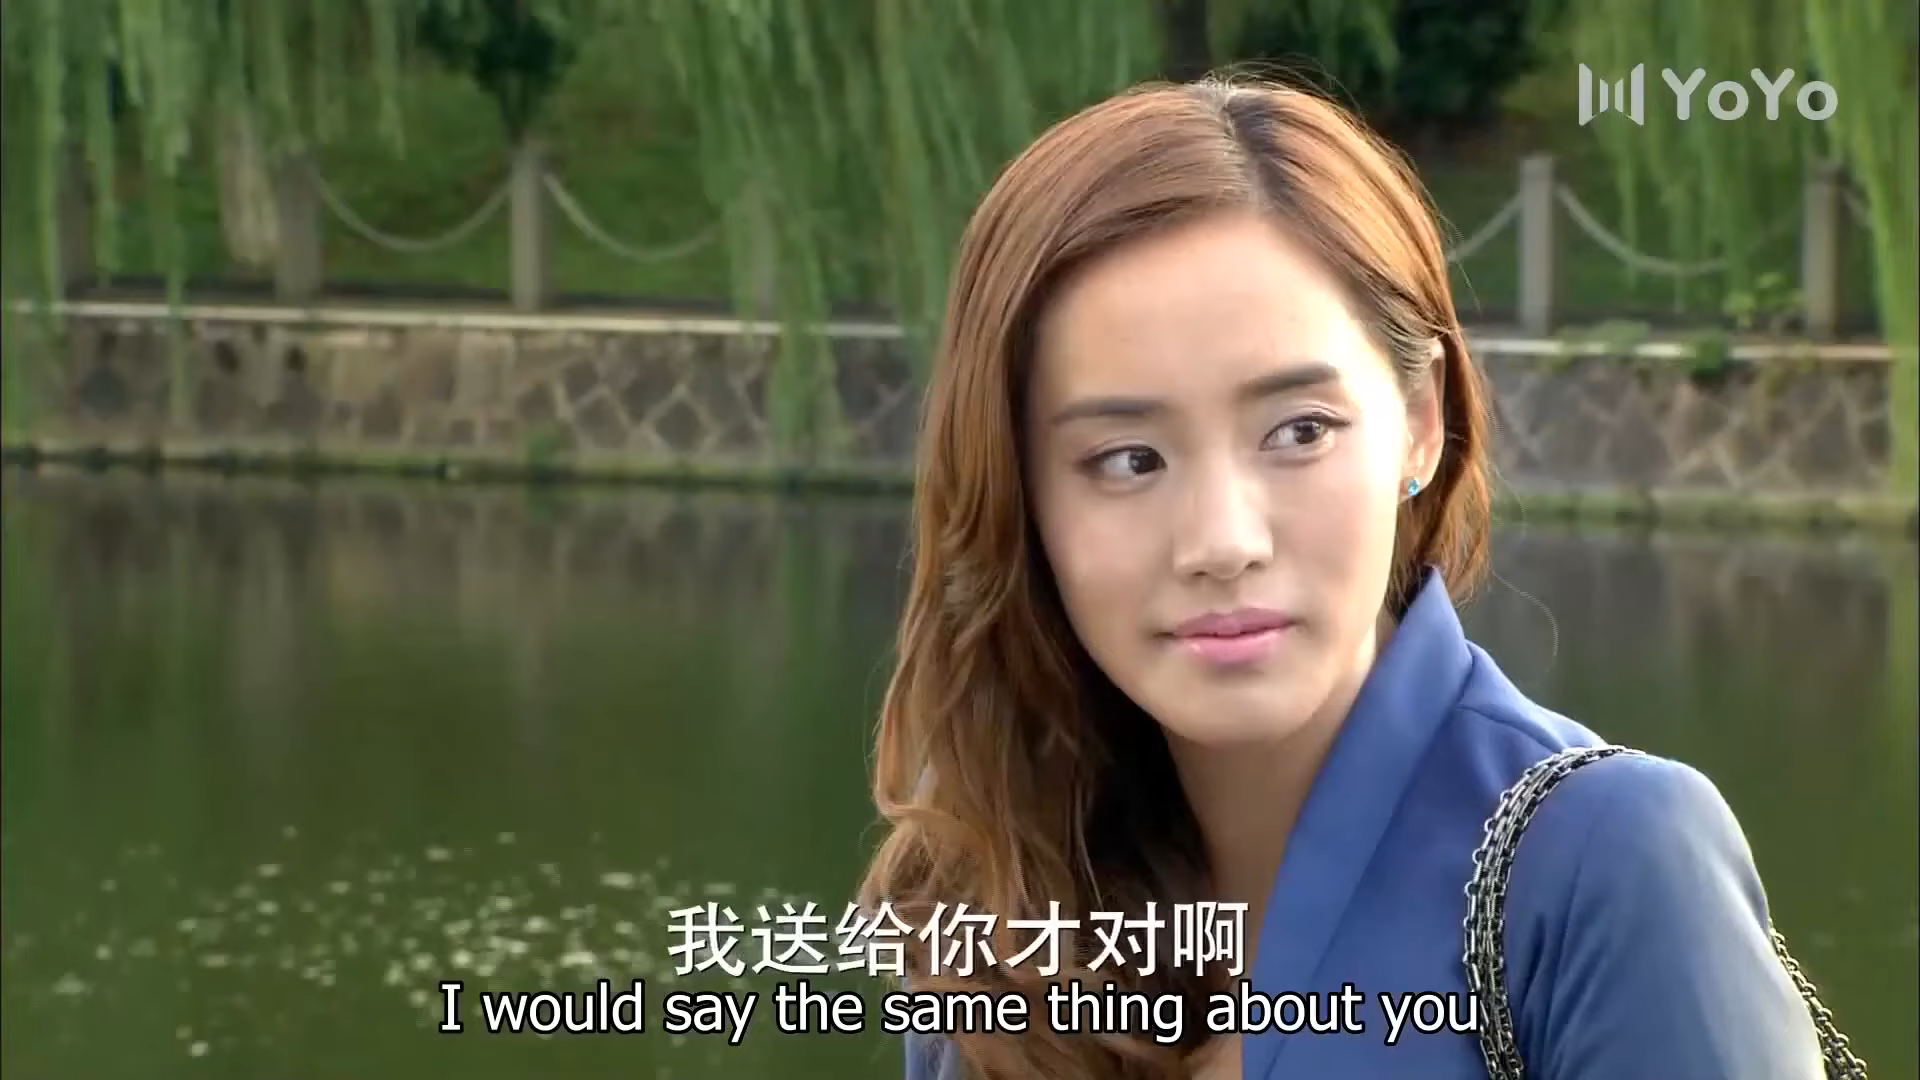 YoYo
我送给你才对啊
I would say the same thing about you